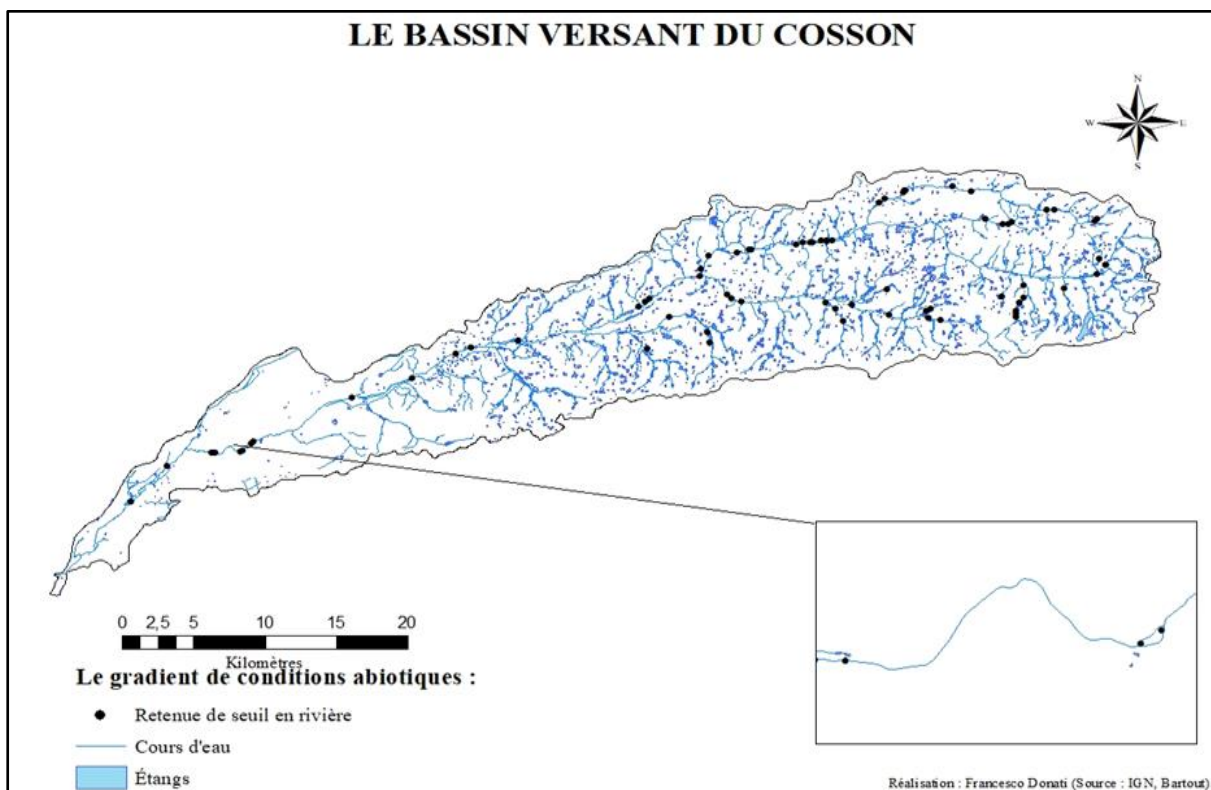 LE BASSIN VERSANT DU COSSON
N
W
E
S
0 2,5 5 10 15 20
Kilomètres
Le gradient de conditions abiotiques :
Retenue de seuil en rivière
Cours d'eau
Étangs
Réalisation : Francesco Donati (Source : IGN, Bartout)